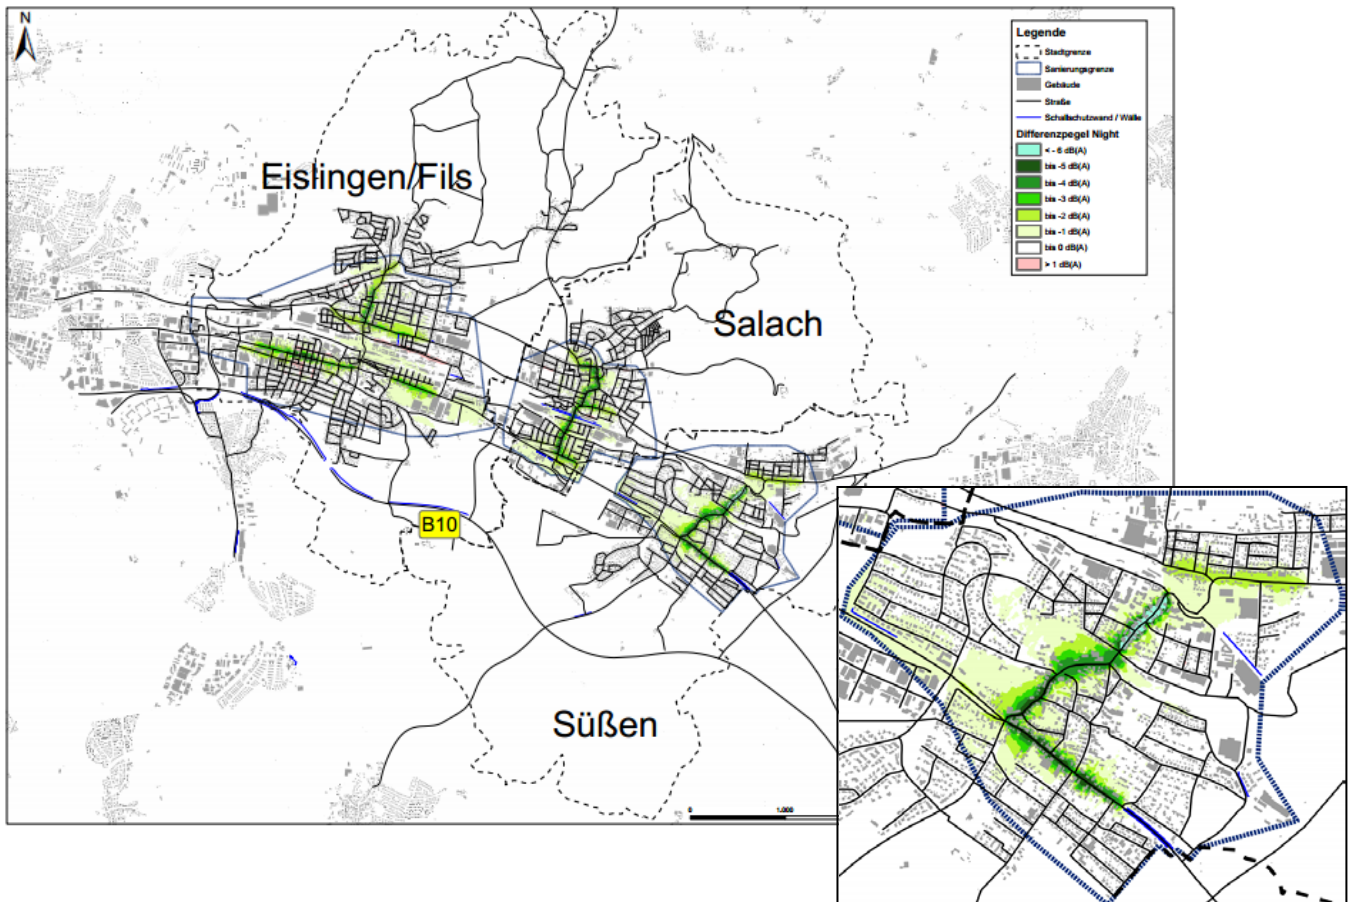 N
Legende
Stadtgrenze
Sanierungsgrenze
Gebäude
Straße
Schallschutzwand / Wälle
Differenzpegel Night
< - 6 dB(A)
bis -5 dB(A)
bis -4 dB(A)
bis -3 dB(A)
bis -2 dB(A)
bis -1 dB(A)
bis 0 dB(A)
> 1 dB(A)
Eislingen/Fils
Salach
B10
Süßen
0 1.000